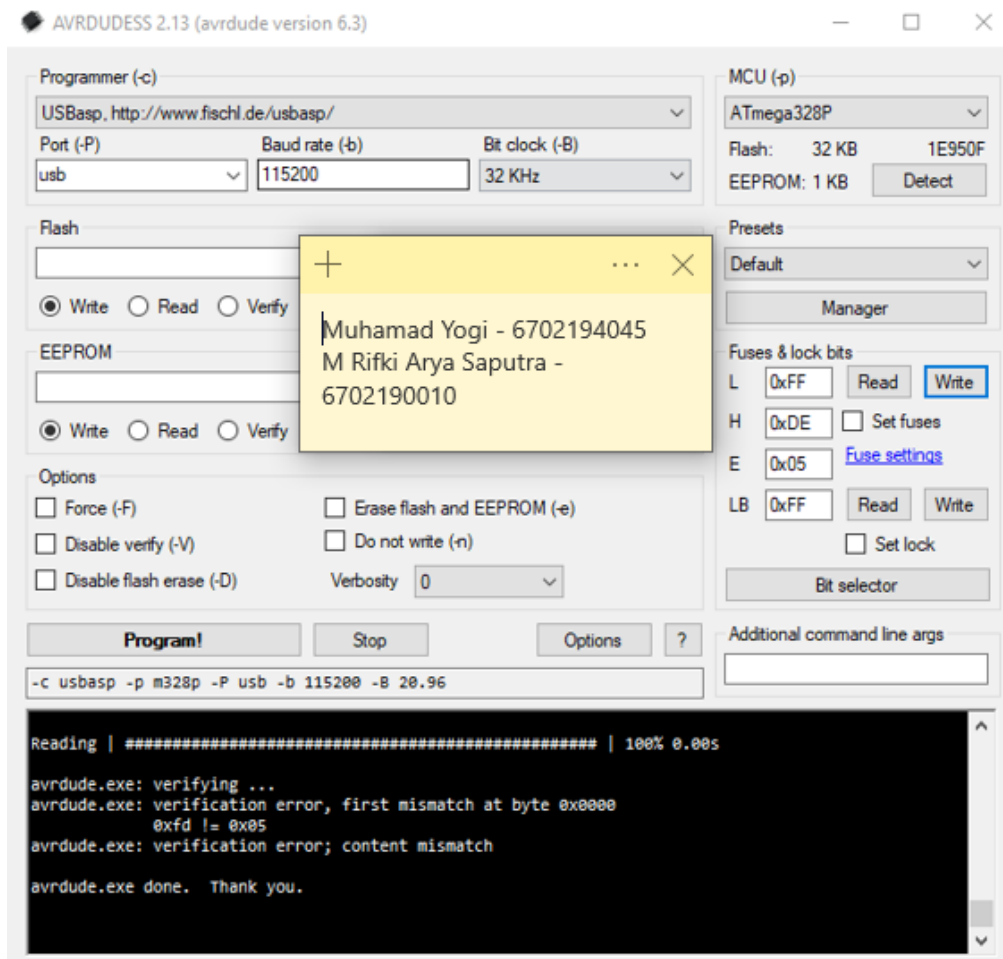 AVRDUDESS 2.13 (avrdude version 6.3)
Programmer (-c)
USBasp, http://www.fischl.de/usbasp/
Port (-P) Baud rate (-b) Bit clock (-B)
usb 115200 32 KHz
MCU (-p)
ATmega328P
Flash: 32 KB 1E950F
EEPROM: 1 KB Detect
Flash
Write Read Verify
EEPROM
Write Read Verify
+ ... ×
Muhamad Yogi - 6702194045
M Rifki Arya Saputra -
6702190010
Presets
Default
Manager
Fuses & lock bits
L 0xFF Read Write
H 0xDE Set fuses
E 0x05 Fuse settings
LB 0xFF Read Write
Set lock
Bit selector
Options
Force (-F) Erase flash and EEPROM (-e)
Disable verify (-V) Do not write (-n)
Disable flash erase (-D) Verbosity 0
Program! Stop Options ?
-c usbasp -p m328p -P usb -b 115200 -B 20.96
Additional command line args
Reading | ################################################## | 100% 0.00s
avrdude.exe: verifying ...
avrdude.exe: verification error, first mismatch at byte 0x0000
0xfd != 0x05
avrdude.exe: verification error; content mismatch
avrdude.exe done.  Thank you.